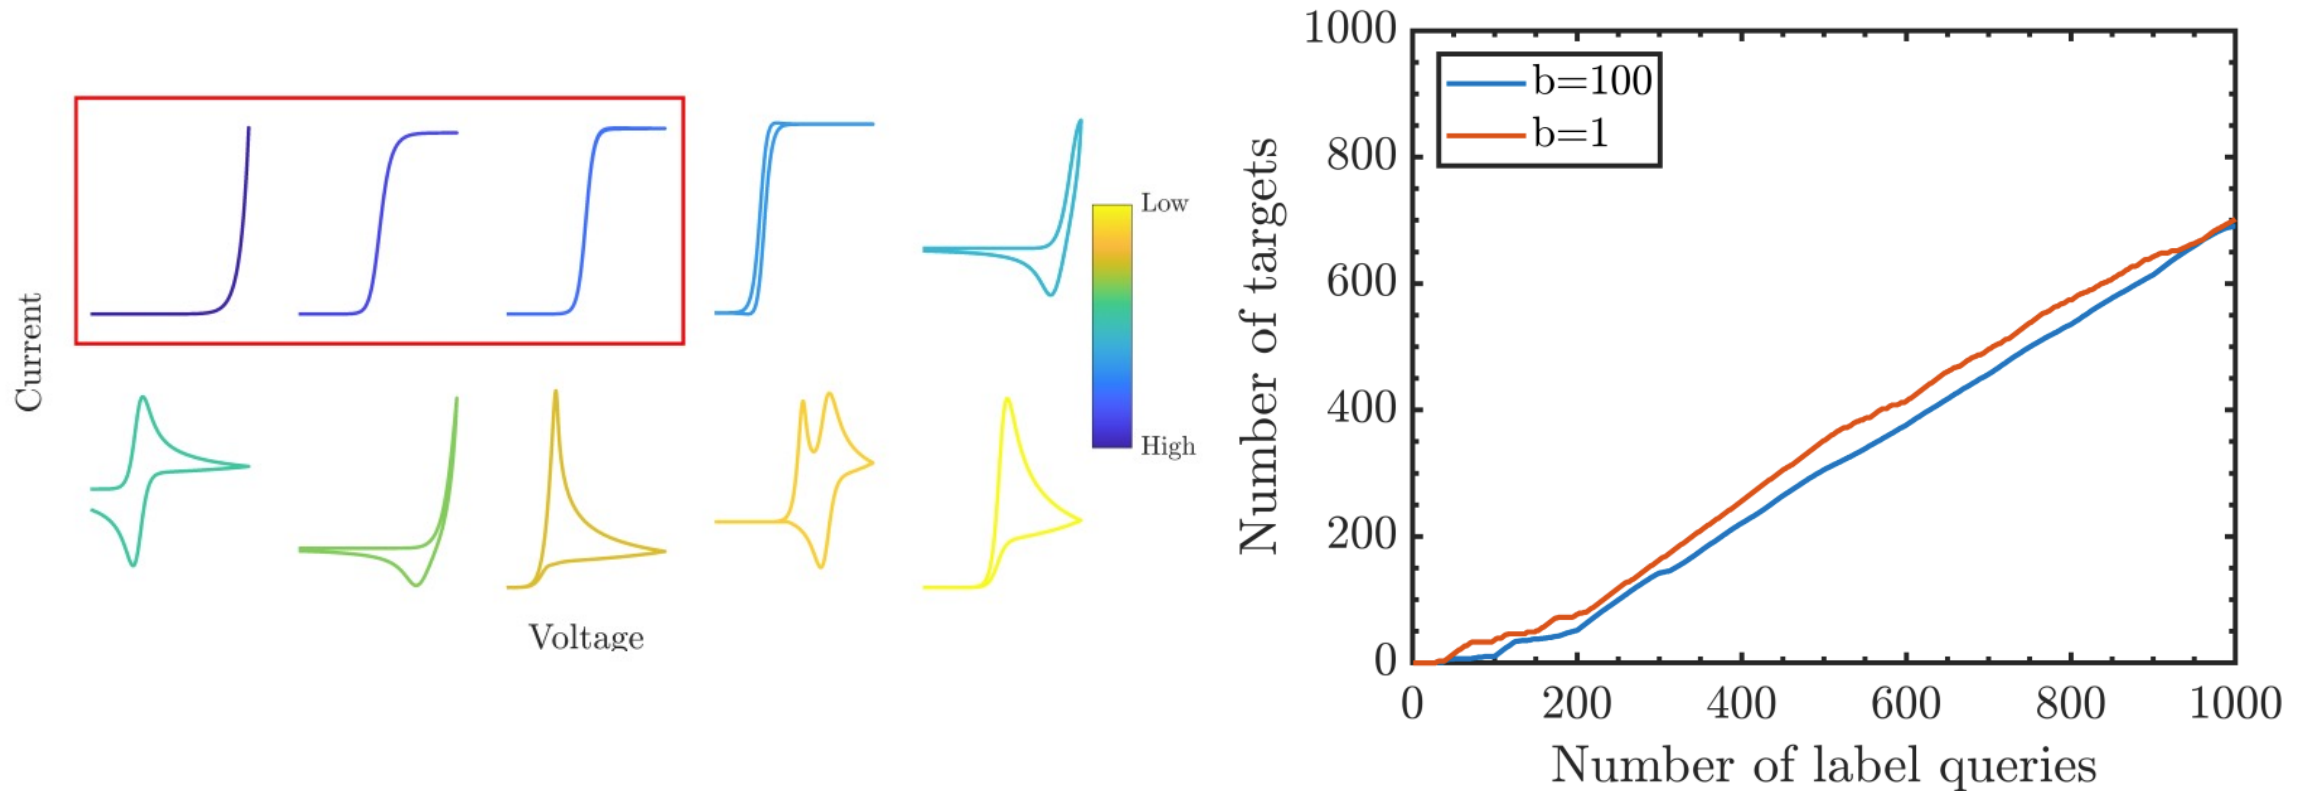 Current
Voltage
Low
High
Number of targets
1000
800
600
400
200
0
b=100
b=1
0 200 400 600 800 1000
Number of label queries